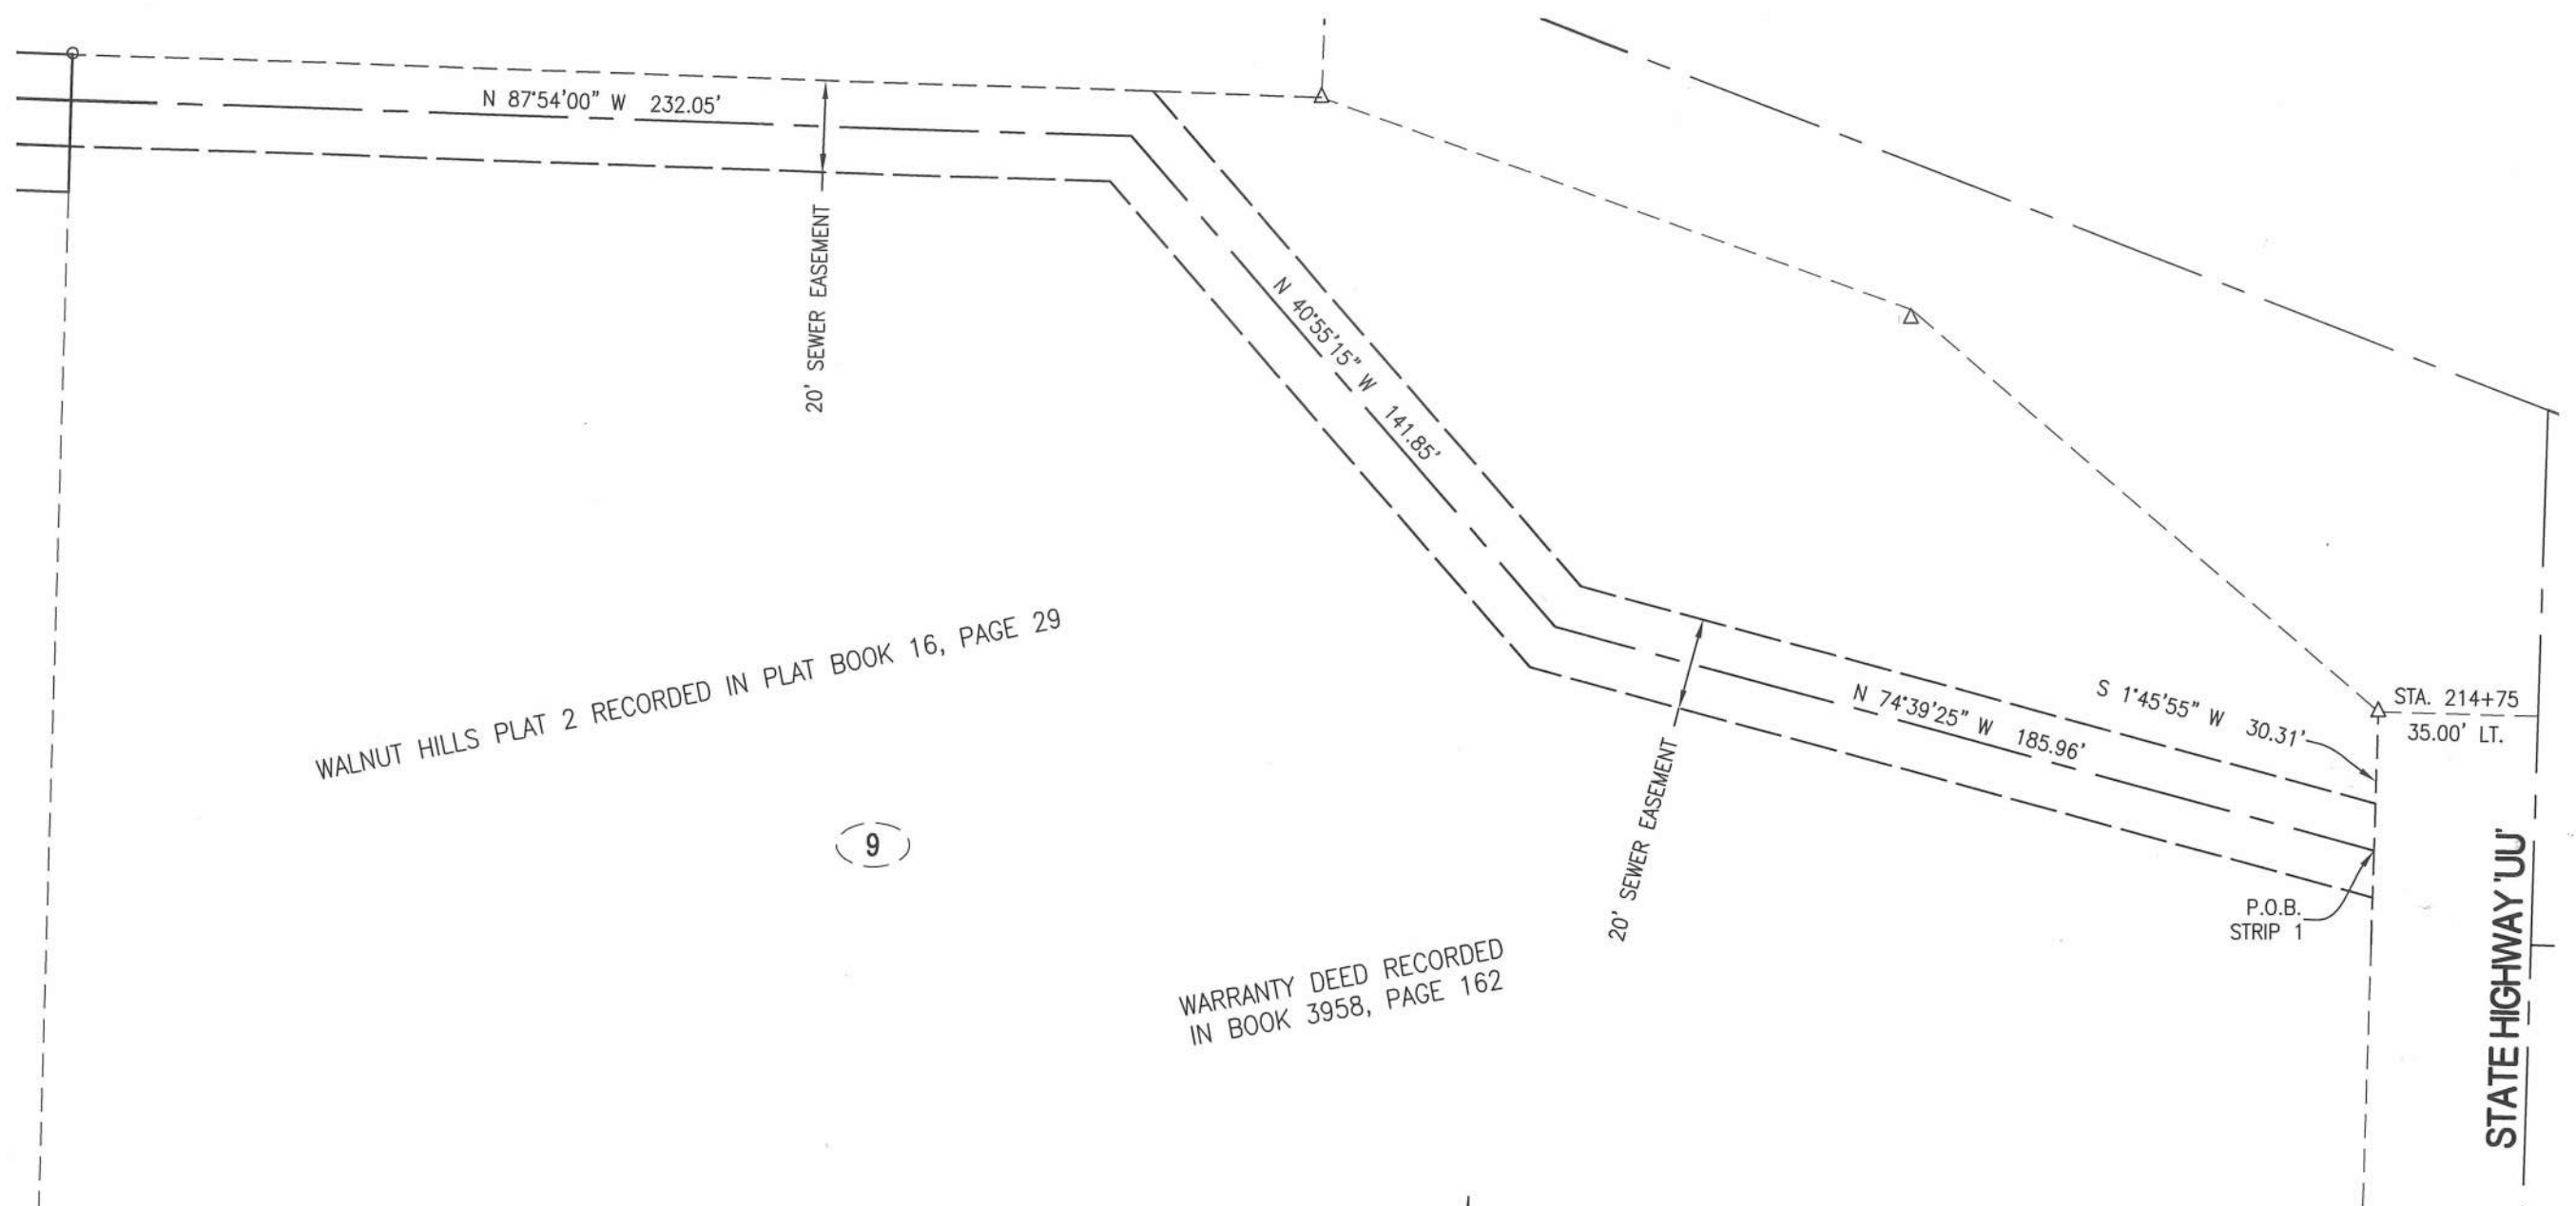 N 87°54'00" W 232.05'
20' SEWER EASEMENT
N 40°55'15" W 141.85'
WALNUT HILLS PLAT 2 RECORDED IN PLAT BOOK 16, PAGE 29
9
S 1°45'55" W 30.31'
STA. 214+75
35.00' LT.
N 74°39'25" W 185.96'
20' SEWER EASEMENT
P.O.B.
STRIP 1
STATE HIGHWAY 'UU'
WARRANTY DEED RECORDED
IN BOOK 3958, PAGE 162